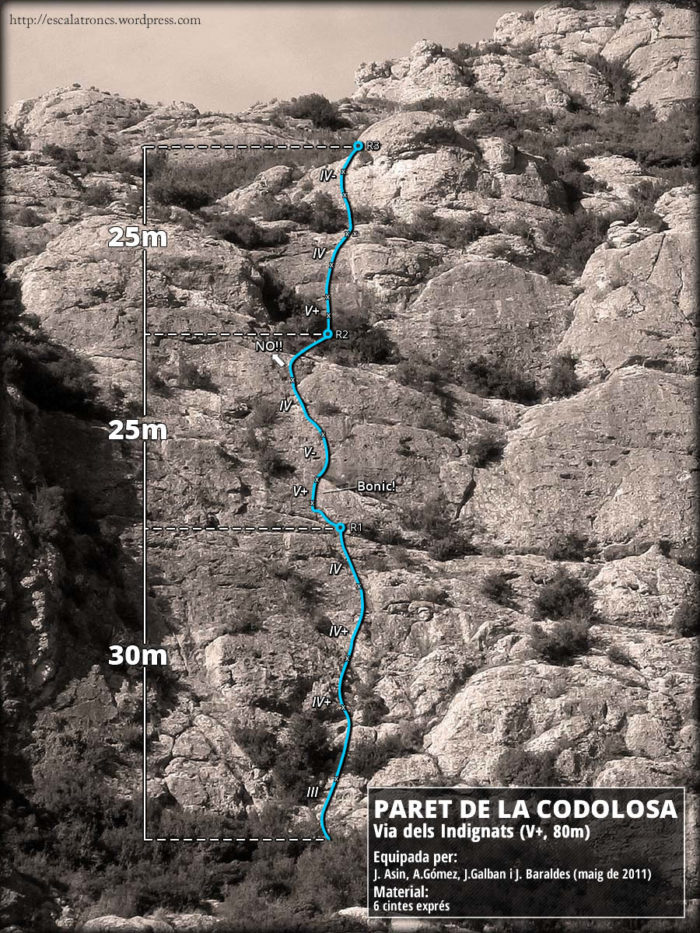 http://escalatroncs.wordpress.com
R3
IV-
25m
IV
V+
R2
NO!!
IV
25m
V-
Bonic!
V+
R1
IV
IV+
30m
IV+
III
PARET DE LA CODOLOSA
Via dels Indignats (V+, 80m)
Equipada per:
J. Asin, A.Gómez, J.Galban i J. Baraldes (maig de 2011)
Material:
6 cintes exprés